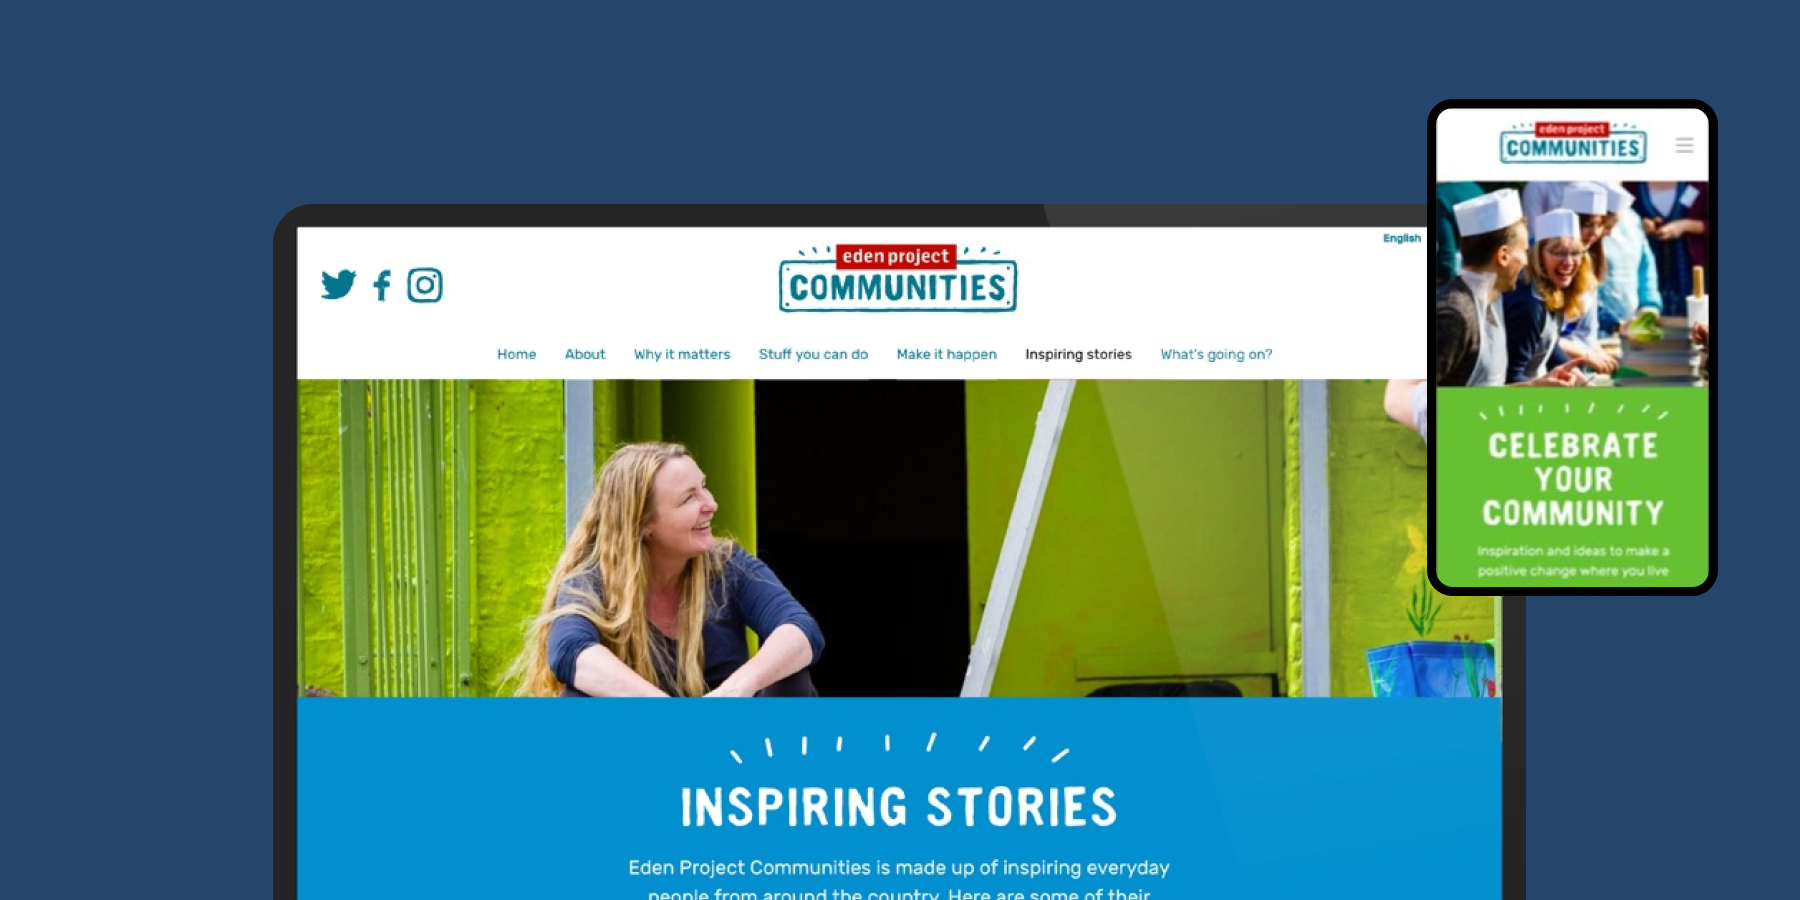 English
eden project
COMMUNITIES
Home About Why it matters Stuff you can do Make it happen Inspiring stories What's going on?
INSPIRING STORIES
Eden Project Communities is made up of inspiring everyday
people from around the country. Here are some of their
eden project
COMMUNITIES
CELEBRATE
YOUR
COMMUNITY
Inspiration and ideas to make a
positive change where you live